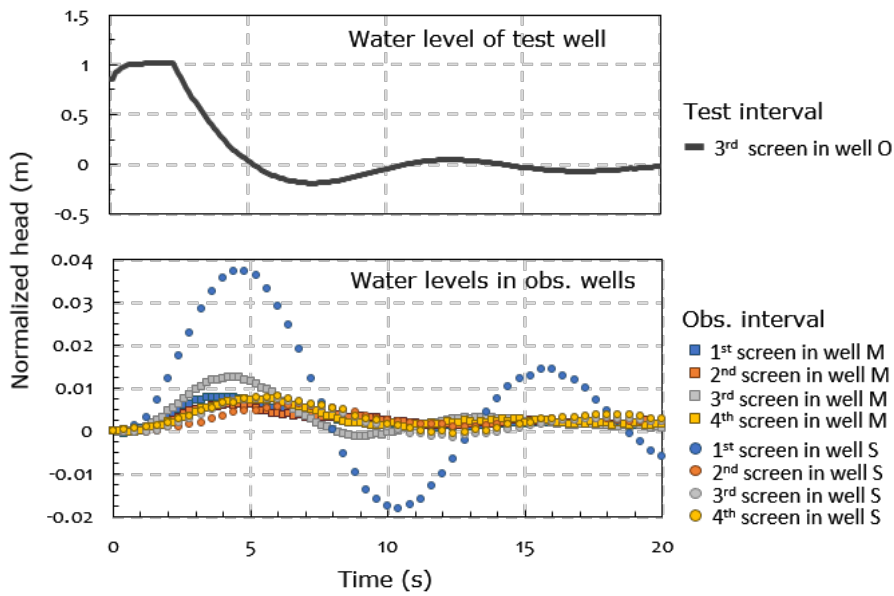 1.5
Water level of test well
1
0.5
0
-0.5
Test interval
3rd screen in well O
Normalized head (m)
0.04
Water levels in obs. wells
0.03
0.02
0.01
0
-0.01
-0.02
0 5 10 15 20
Time (s)
Obs. interval
1st screen in well M
2nd screen in well M
3rd screen in well M
4th screen in well M
1st screen in well S
2nd screen in well S
3rd screen in well S
4th screen in well S